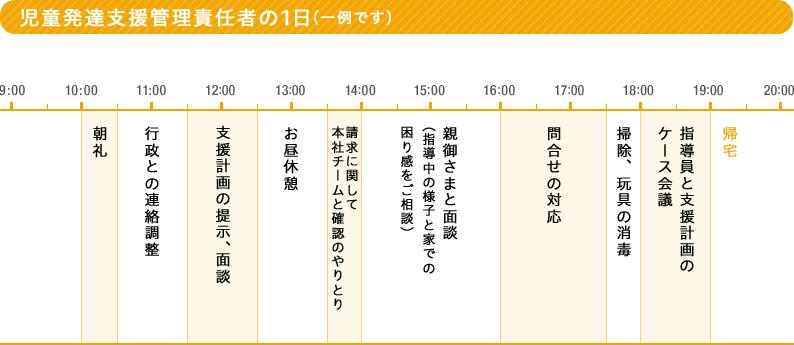 児童発達支援管理責任者の1日(一例です)
9:00 10:00 11:00 12:00 13:00 14:00 15:00 16:00 17:00 18:00 19:00 20:00
朝礼
行政との連絡調整
支援計画の提示、面談
お昼休憩
請求に関して
本社チームと確認のやりとり
親御さまと面談
(指導中の様子と家での
困り感をご相談)
問合せの対応
掃除、玩具の消毒
指導員と支援計画の
ケース会議
帰宅